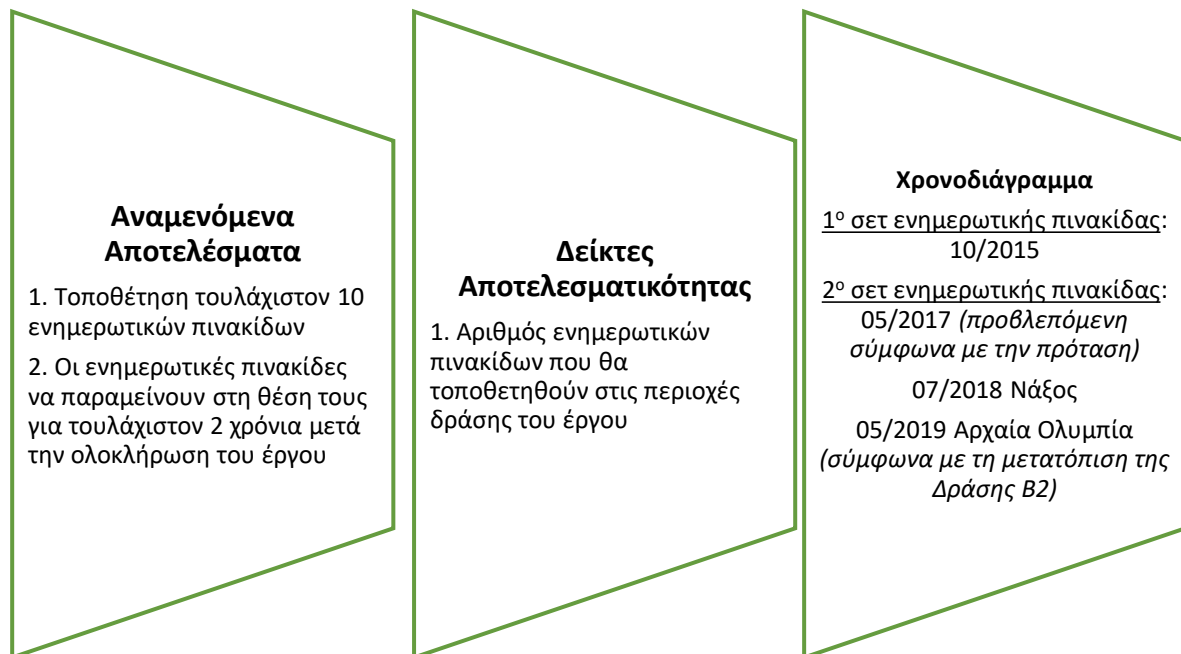 Αναμενόμενα
Αποτελέσματα
1. Τοποθέτηση τουλάχιστον 10
ενημερωτικών πινακίδων
2. Οι ενημερωτικές πινακίδες
να παραμείνουν στη θέση τους
για τουλάχιστον 2 χρόνια μετά
την ολοκλήρωση του έργου
Δείκτες
Αποτελεσματικότητας
1. Αριθμός ενημερωτικών
πινακίδων που θα
τοποθετηθούν στις περιοχές
δράσης του έργου
Χρονοδιάγραμμα
1ο σετ ενημερωτικής πινακίδας:
10/2015
2ο σετ ενημερωτικής πινακίδας:
05/2017 (προβλεπόμενη
σύμφωνα με την πρόταση)
07/2018 Νάξος
05/2019 Αρχαία Ολυμπία
(σύμφωνα με τη μετατόπιση της
Δράσης Β2)